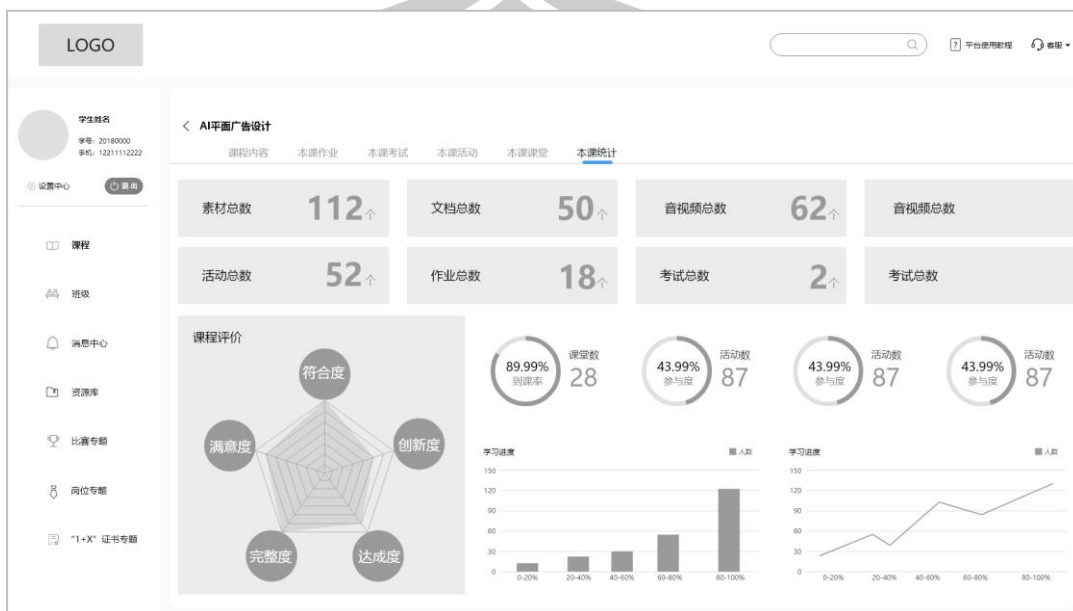 LOGO
? 平台使用教程 客服
学生姓名
学号: 20180000
手机: 12211112222
设置中心 退出
课程
班级
消息中心
资源库
比赛专题
岗位专题
"1+X" 证书专题
AI平面广告设计
课程内容 本课作业 本课考试 本课活动 本课课堂 本课统计
素材总数 112个 文档总数 50个 音视频总数 62个 音视频总数
活动总数 52个 作业总数 18个 考试总数 2个 考试总数
课程评价
符合度
满意度
创新度
完整度
达成度
89.99% 到课率 课堂数 28
43.99% 参与度 活动数 87
43.99% 参与度 活动数 87
43.99% 参与度 活动数 87
学习进度 人数
150
120
90
60
30
0
0-20% 20-40% 40-60% 60-80% 80-100%
学习进度 人数
150
120
90
60
30
0
0-20% 20-40% 40-60% 60-80% 80-100%